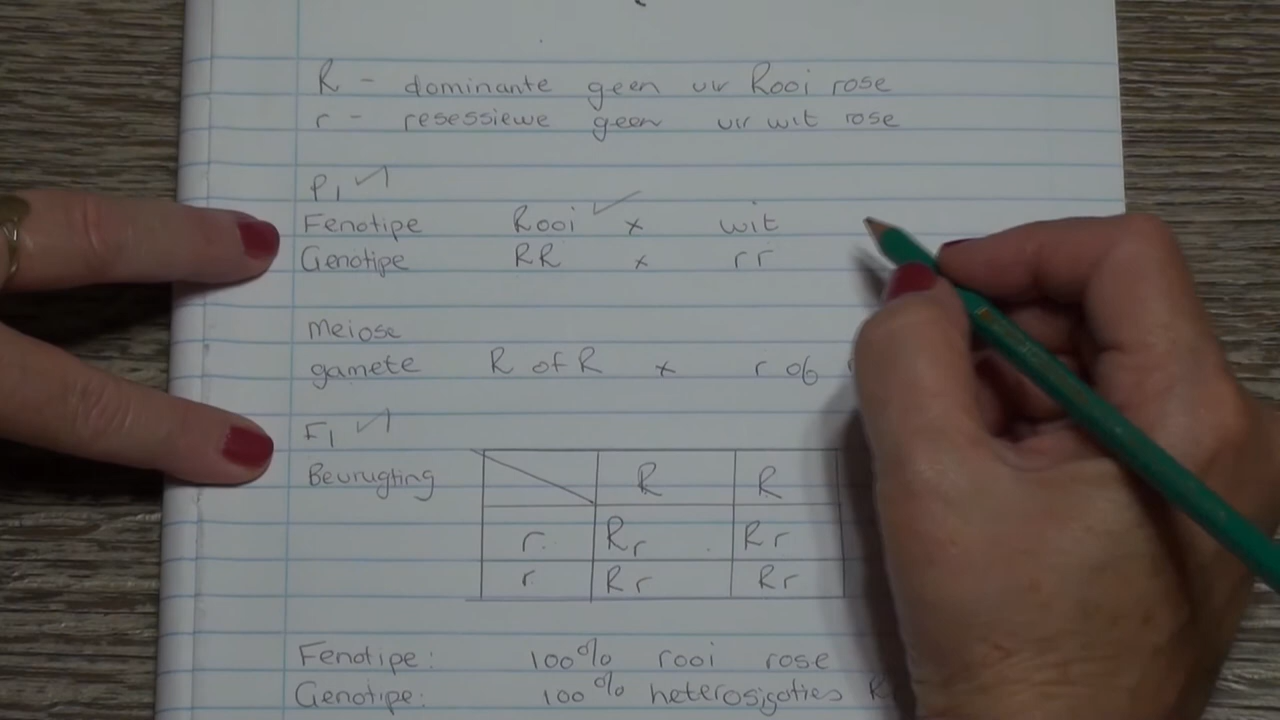 R - dominante geen vir Rooi rose
r - resessiewe geen vir wit rose
P1 ✓
Fenotipe Rooi ✓ x wit
Genotipe RR x rr
meiose
gamete R of R x r of
F1 ✓
Bevrugting R R
r Rr Rr
r Rr Rr
Fenotipe: 100% rooi rose
Genotipe: 100% heterosigoties R